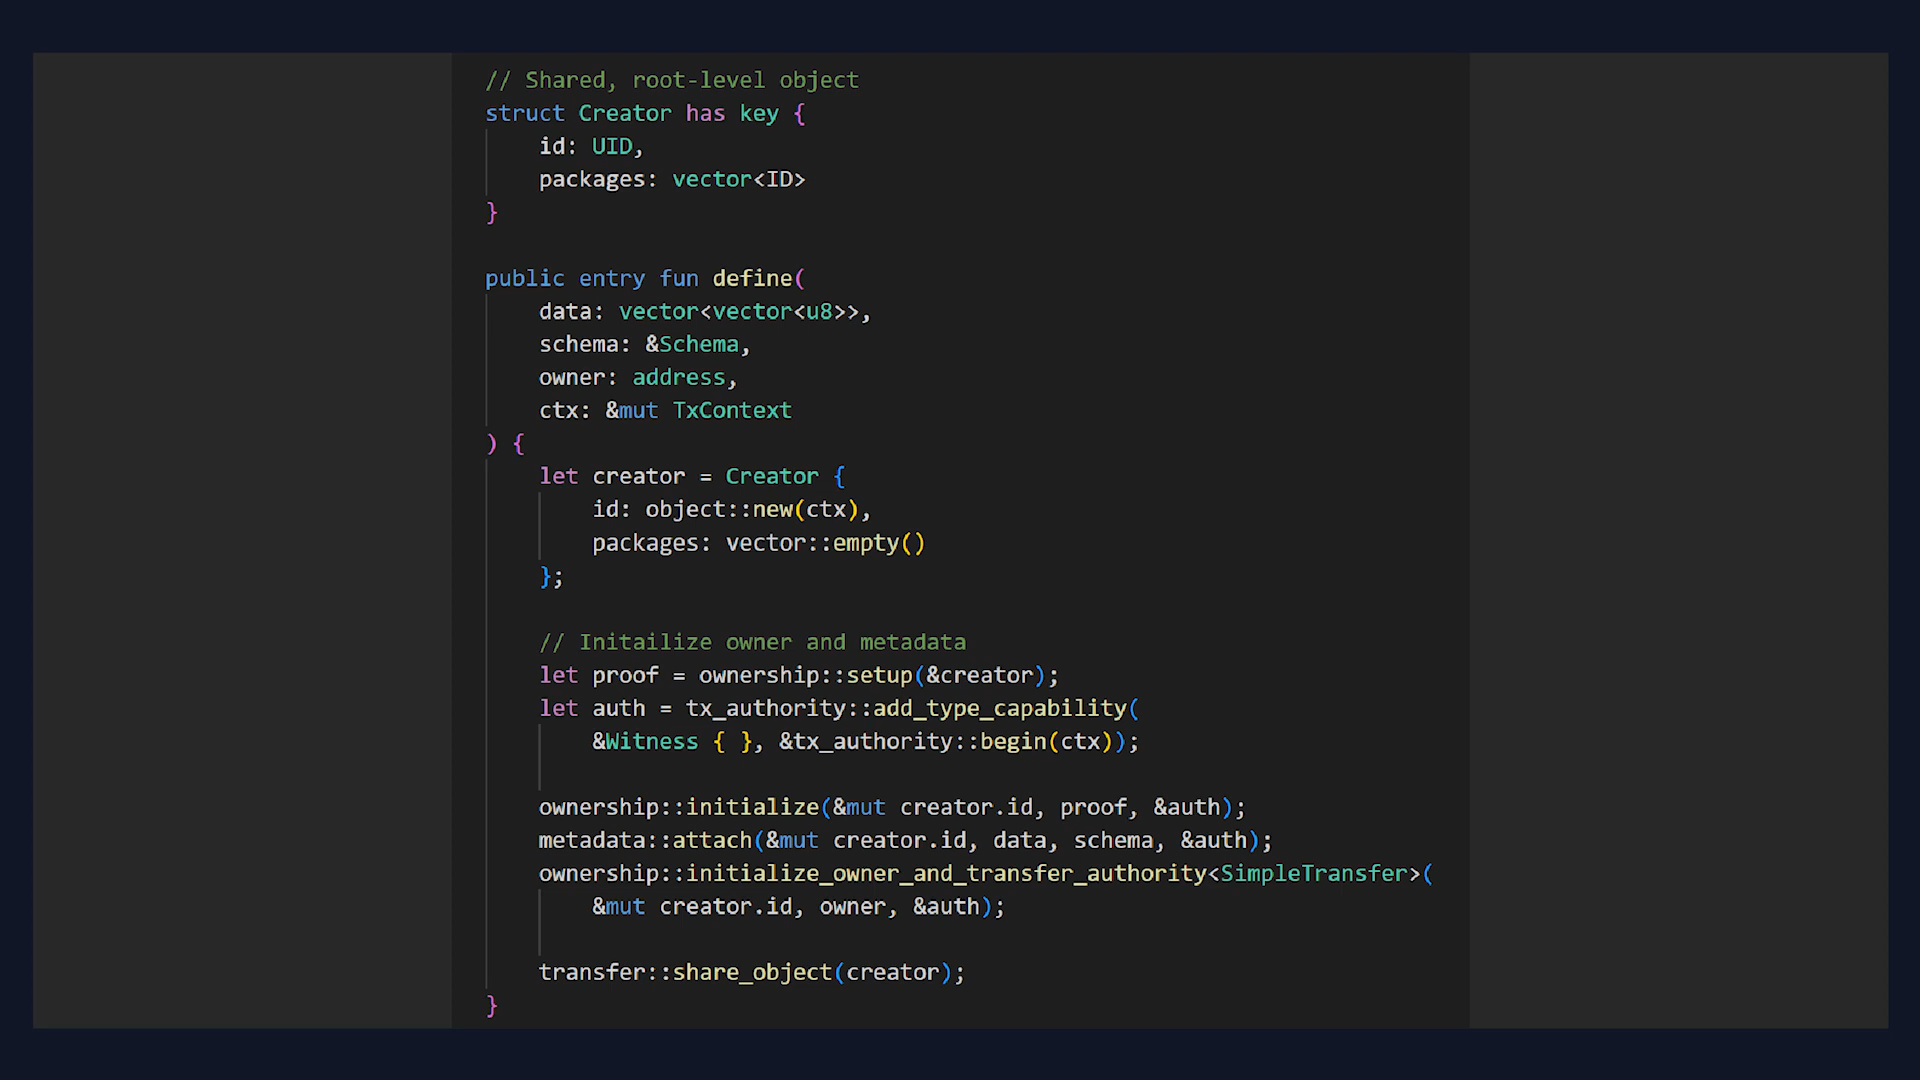 // Shared, root-level object
struct Creator has key {
    id: UID,
    packages: vector<ID>
}

public entry fun define(
    data: vector<vector<u8>>,
    schema: &Schema,
    owner: address,
    ctx: &mut TxContext
) {
    let creator = Creator {
        id: object::new(ctx),
        packages: vector::empty()
    };

    // Initailize owner and metadata
    let proof = ownership::setup(&creator);
    let auth = tx_authority::add_type_capability(
        &Witness { }, &tx_authority::begin(ctx));

    ownership::initialize(&mut creator.id, proof, &auth);
    metadata::attach(&mut creator.id, data, schema, &auth);
    ownership::initialize_owner_and_transfer_authority<SimpleTransfer>(
        &mut creator.id, owner, &auth);

    transfer::share_object(creator);
}